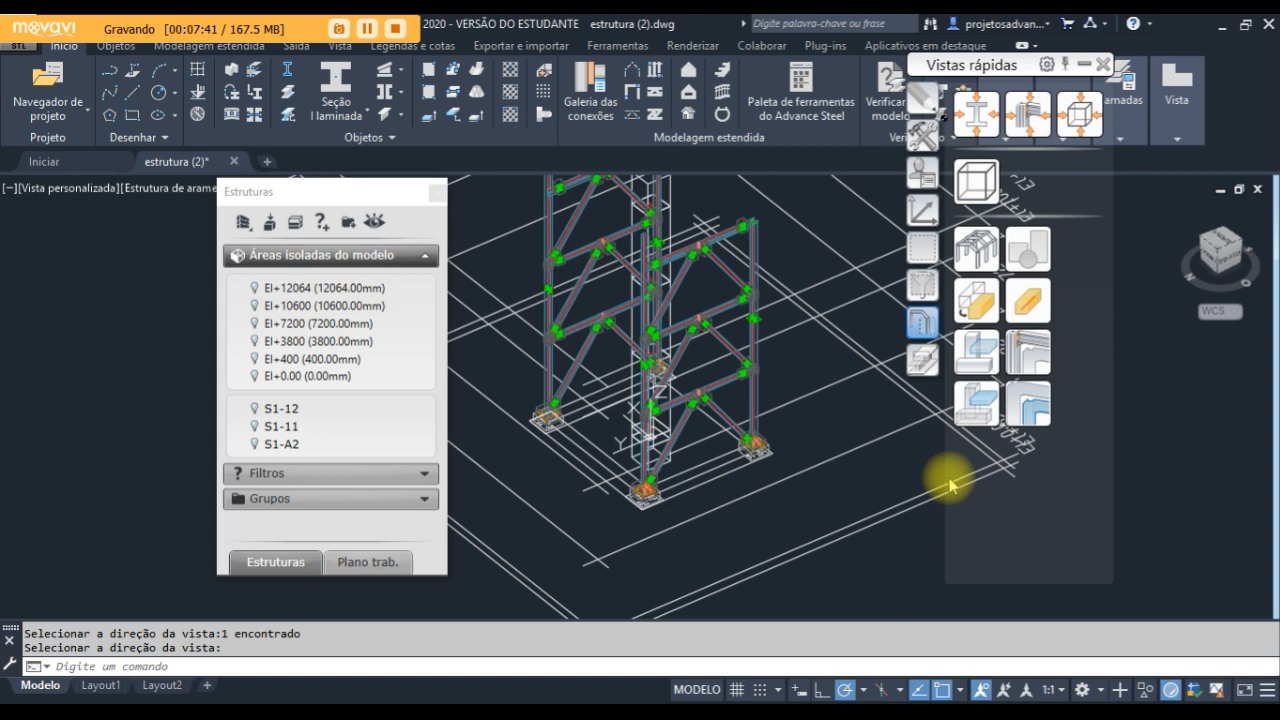 movavi
Gravando [00:07:41 / 167.5 MB]
2020 - VERSÃO DO ESTUDANTE estrutura (2).dwg
Digite palavra-chave ou frase
projetosadvan...
STL
Início Objetos Modelagem estendida Saída Vista Legendas e cotas Exportar e importar Ferramentas Renderizar Colaborar Plug-ins Aplicativos em destaque
Vistas rápidas
Navegador de
projeto
Seção
I laminada
Galeria das
conexões
Paleta de ferramentas
do Advance Steel
Verificar
modelo
amadas
Vista
Projeto
Desenhar
Objetos
Modelagem estendida
Iniciar
estrutura (2)*
[−][Vista personalizada][Estrutura de arame
Estruturas
Áreas isoladas do modelo
El+12064 (12064.00mm)
El+10600 (10600.00mm)
El+7200 (7200.00mm)
El+3800 (3800.00mm)
El+400 (400.00mm)
El+0.00 (0.00mm)
S1-12
S1-11
S1-A2
? Filtros
Grupos
Estruturas
Plano trab.
Z
Y
N
WCS
Selecionar a direção da vista:1 encontrado
Selecionar a direção da vista:
Digite um comando
Modelo Layout1 Layout2 +
MODELO
1:1